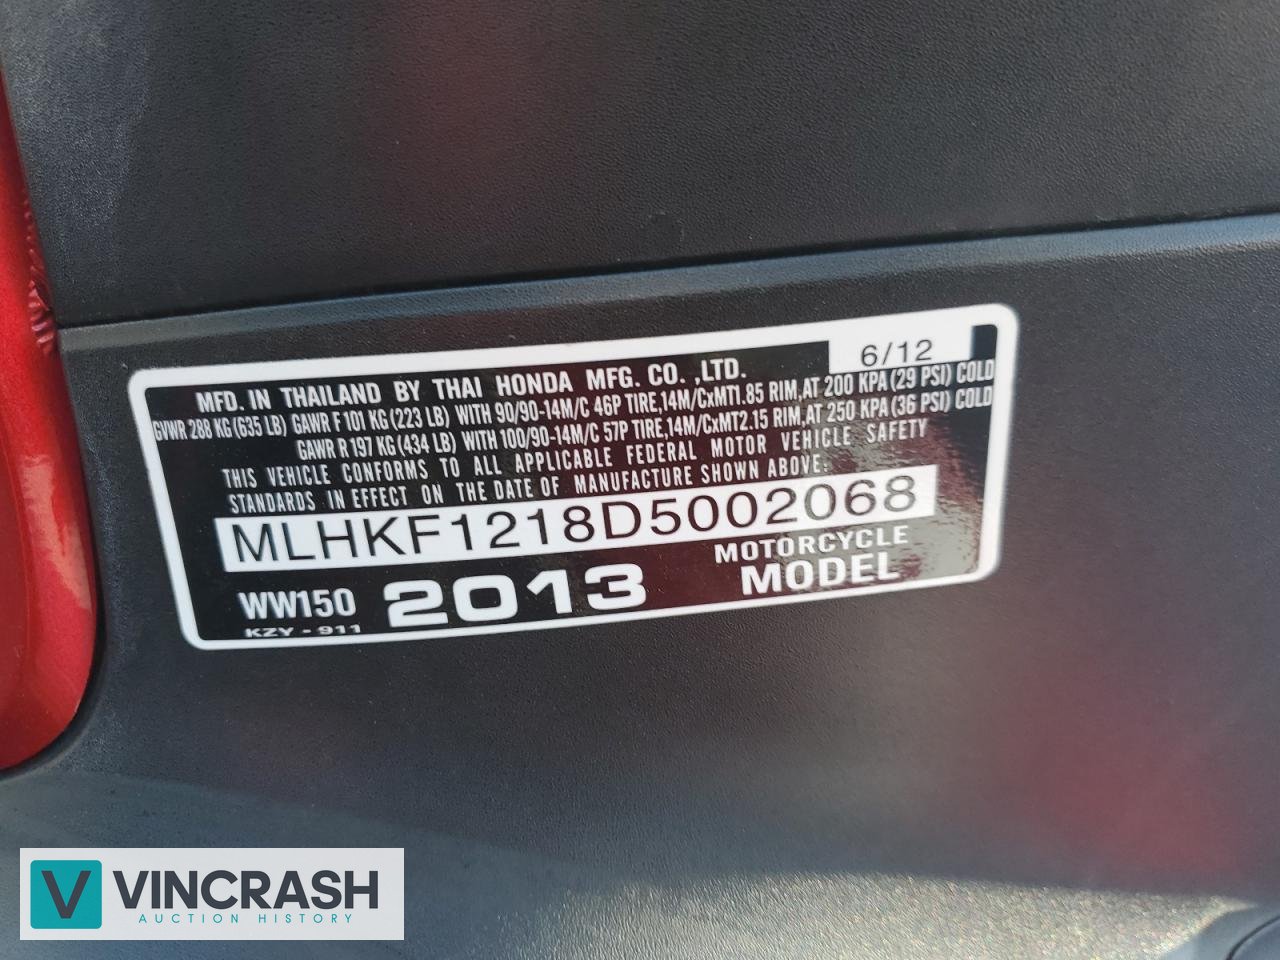 6/12
MFD. IN THAILAND BY THAI HONDA MFG. CO. ,LTD.
GVWR 288 KG (635 LB) GAWR F 101 KG (223 LB) WITH 90/90-14M/C 46P TIRE,14M/CxMT1.85 RIM,AT 200 KPA (29 PSI) COLD
GAWR R 197 KG (434 LB) WITH 100/90-14M/C 57P TIRE,14M/CxMT2.15 RIM,AT 250 KPA (36 PSI) COLD
THIS VEHICLE CONFORMS TO ALL APPLICABLE FEDERAL MOTOR VEHICLE SAFETY
STANDARDS IN EFFECT ON THE DATE OF MANUFACTURE SHOWN ABOVE.
MLHKF1218D5002068
WW150 2013 MOTORCYCLE
KZY - 911 MODEL
V VINCRASH
AUCTION HISTORY